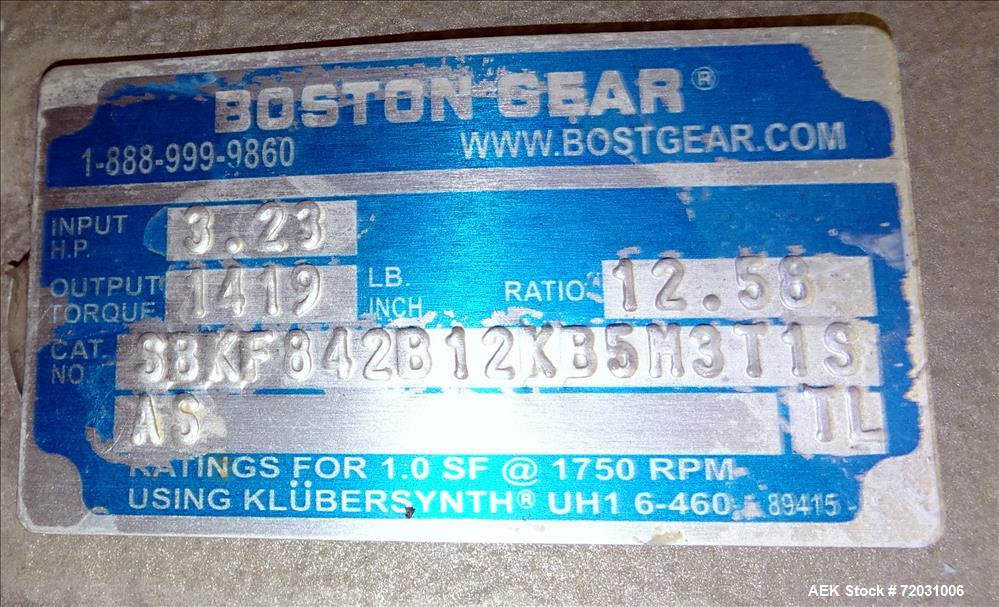 BOSTON GEAR®
1-888-999-9860 WWW.BOSTGEAR.COM
INPUT H.P. 3.23
OUTPUT TORQUE 1419 LB. INCH RATIO 12.58
CAT. NO SBKF842B12KB5M3T1S
AS TL
RATINGS FOR 1.0 SF @ 1750 RPM
USING KLÜBERSYNTH® UH1 6-460 89415
AEK Stock # 72031006